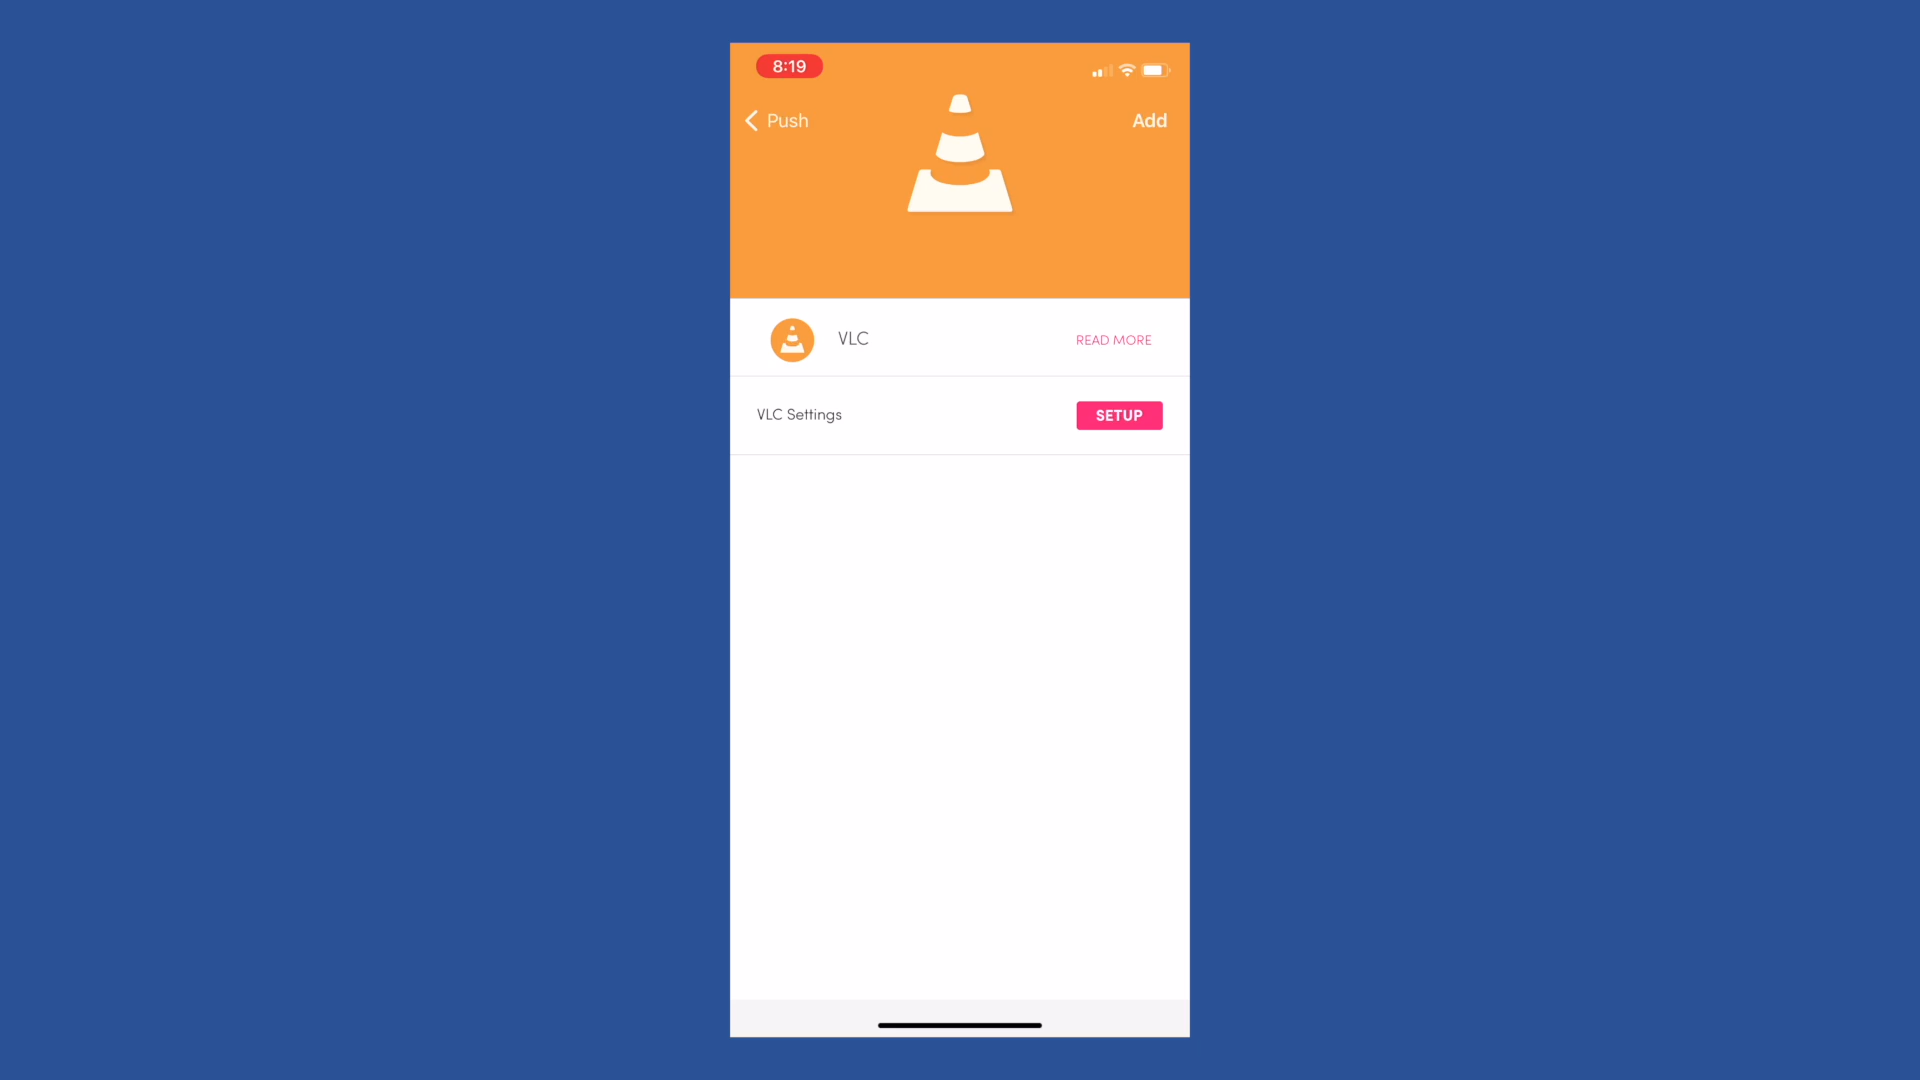 8:19
Push
Add
VLC
READ MORE
VLC Settings
SETUP